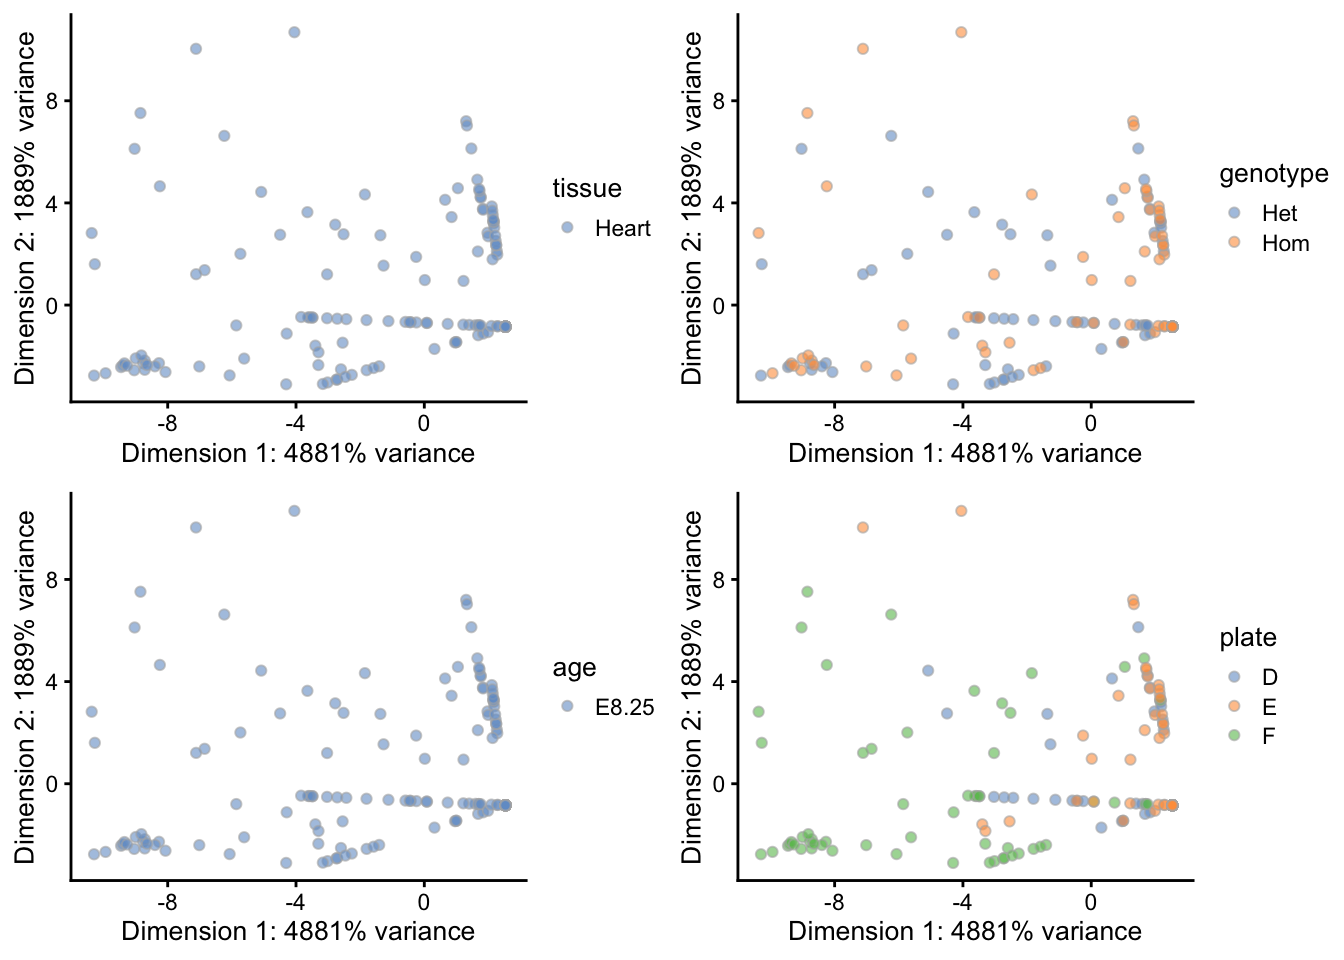 Dimension 2: 1889% variance
8
4
0
-8
-4
0
Dimension 1: 4881% variance
tissue
Heart
Dimension 2: 1889% variance
8
4
0
-8
-4
0
Dimension 1: 4881% variance
genotype
Het
Hom
Dimension 2: 1889% variance
8
4
0
-8
-4
0
Dimension 1: 4881% variance
age
E8.25
Dimension 2: 1889% variance
8
4
0
-8
-4
0
Dimension 1: 4881% variance
plate
D
E
F